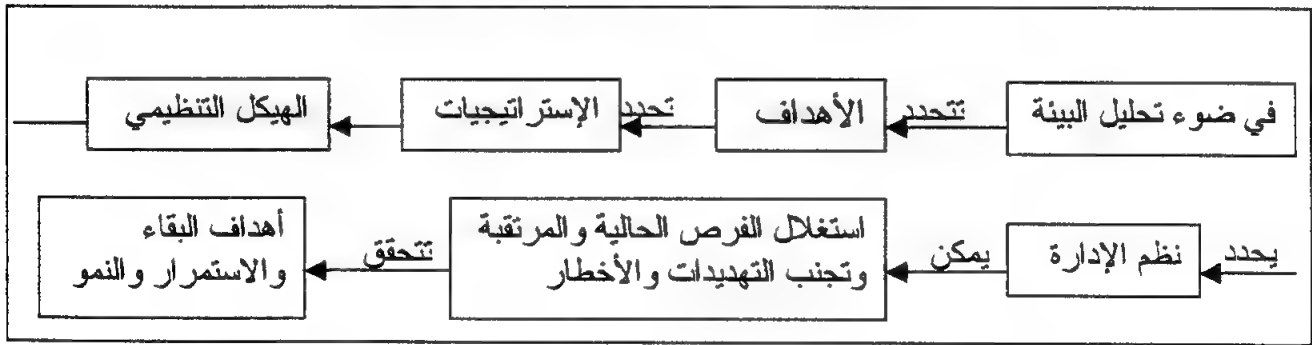 في ضوء تحليل البيئة
تتحدد
الأهداف
تحدد
الإستراتيجيات
الهيكل التنظيمي
يحدد
نظم الإدارة
يمكن
استغلال الفرص الحالية والمرتقبة
وتجنب التهديدات والأخطار
تتحقق
أهداف البقاء
والاستمرار والنمو